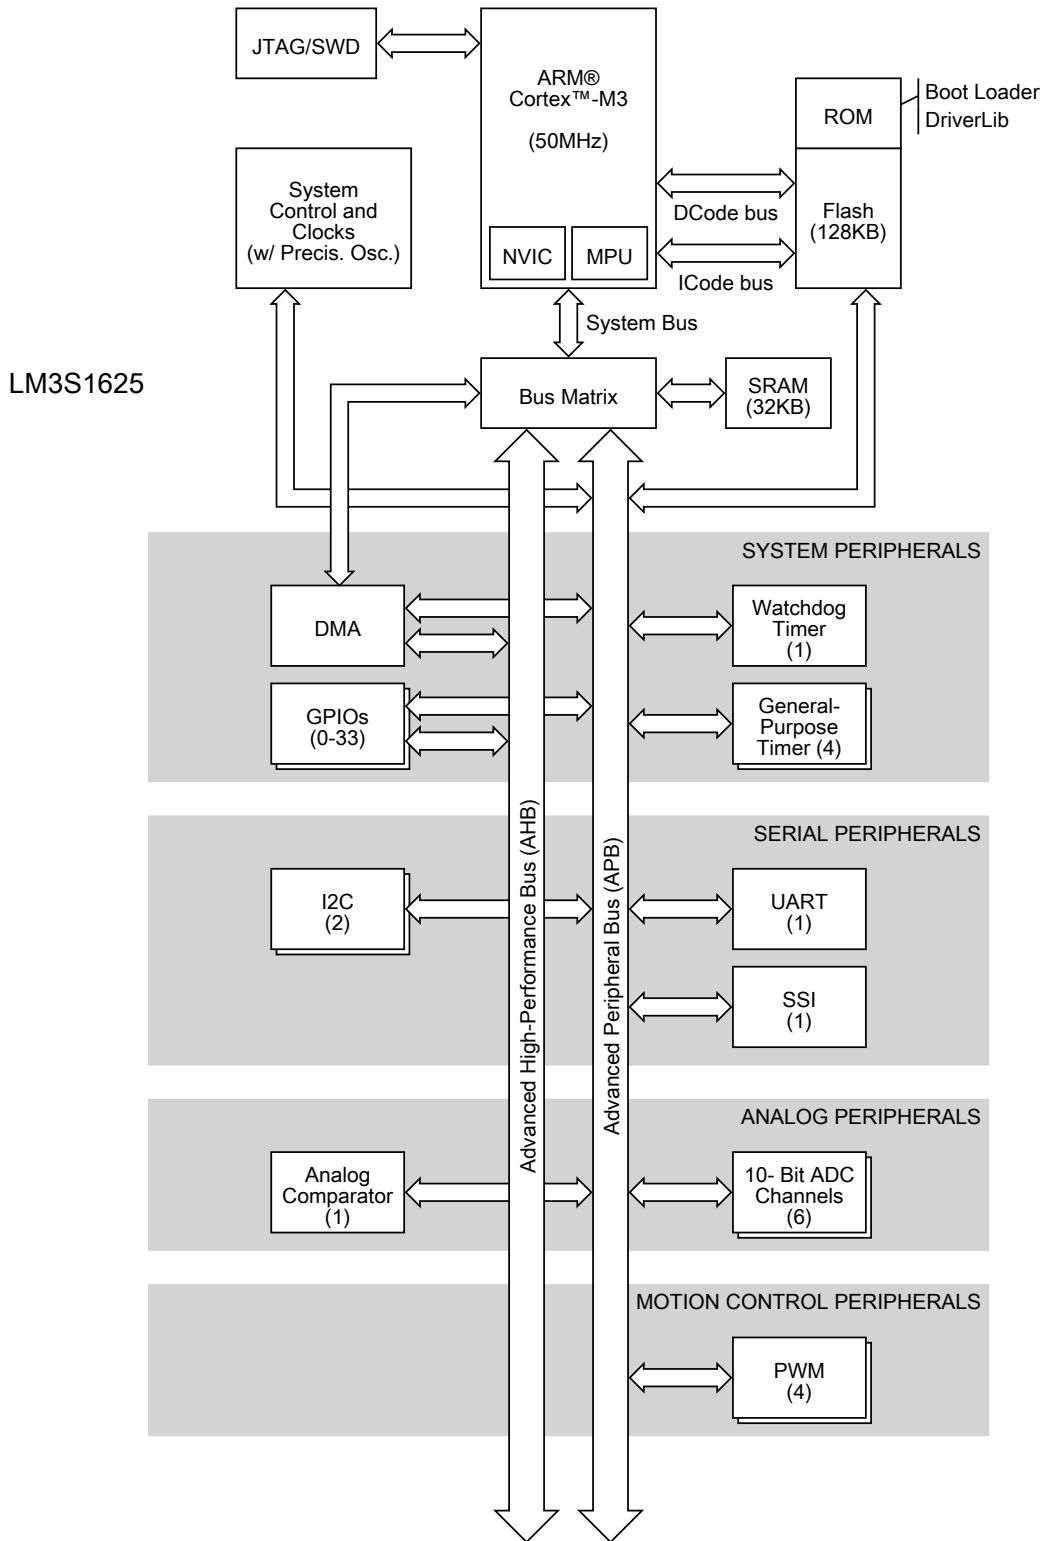 JTAG/SWD
ARM®
Cortex™-M3
(50MHz)
NVIC
MPU
ROM
Boot Loader
DriverLib
Flash
(128KB)
DCode bus
ICode bus
System
Control and
Clocks
(w/ Precis. Osc.)
System Bus
LM3S1625
Bus Matrix
SRAM
(32KB)
SYSTEM PERIPHERALS
DMA
Watchdog
Timer
(1)
GPIOs
(0-33)
General-
Purpose
Timer (4)
Advanced High-Performance Bus (AHB)
Advanced Peripheral Bus (APB)
SERIAL PERIPHERALS
I2C
(2)
UART
(1)
SSI
(1)
ANALOG PERIPHERALS
Analog
Comparator
(1)
10- Bit ADC
Channels
(6)
MOTION CONTROL PERIPHERALS
PWM
(4)